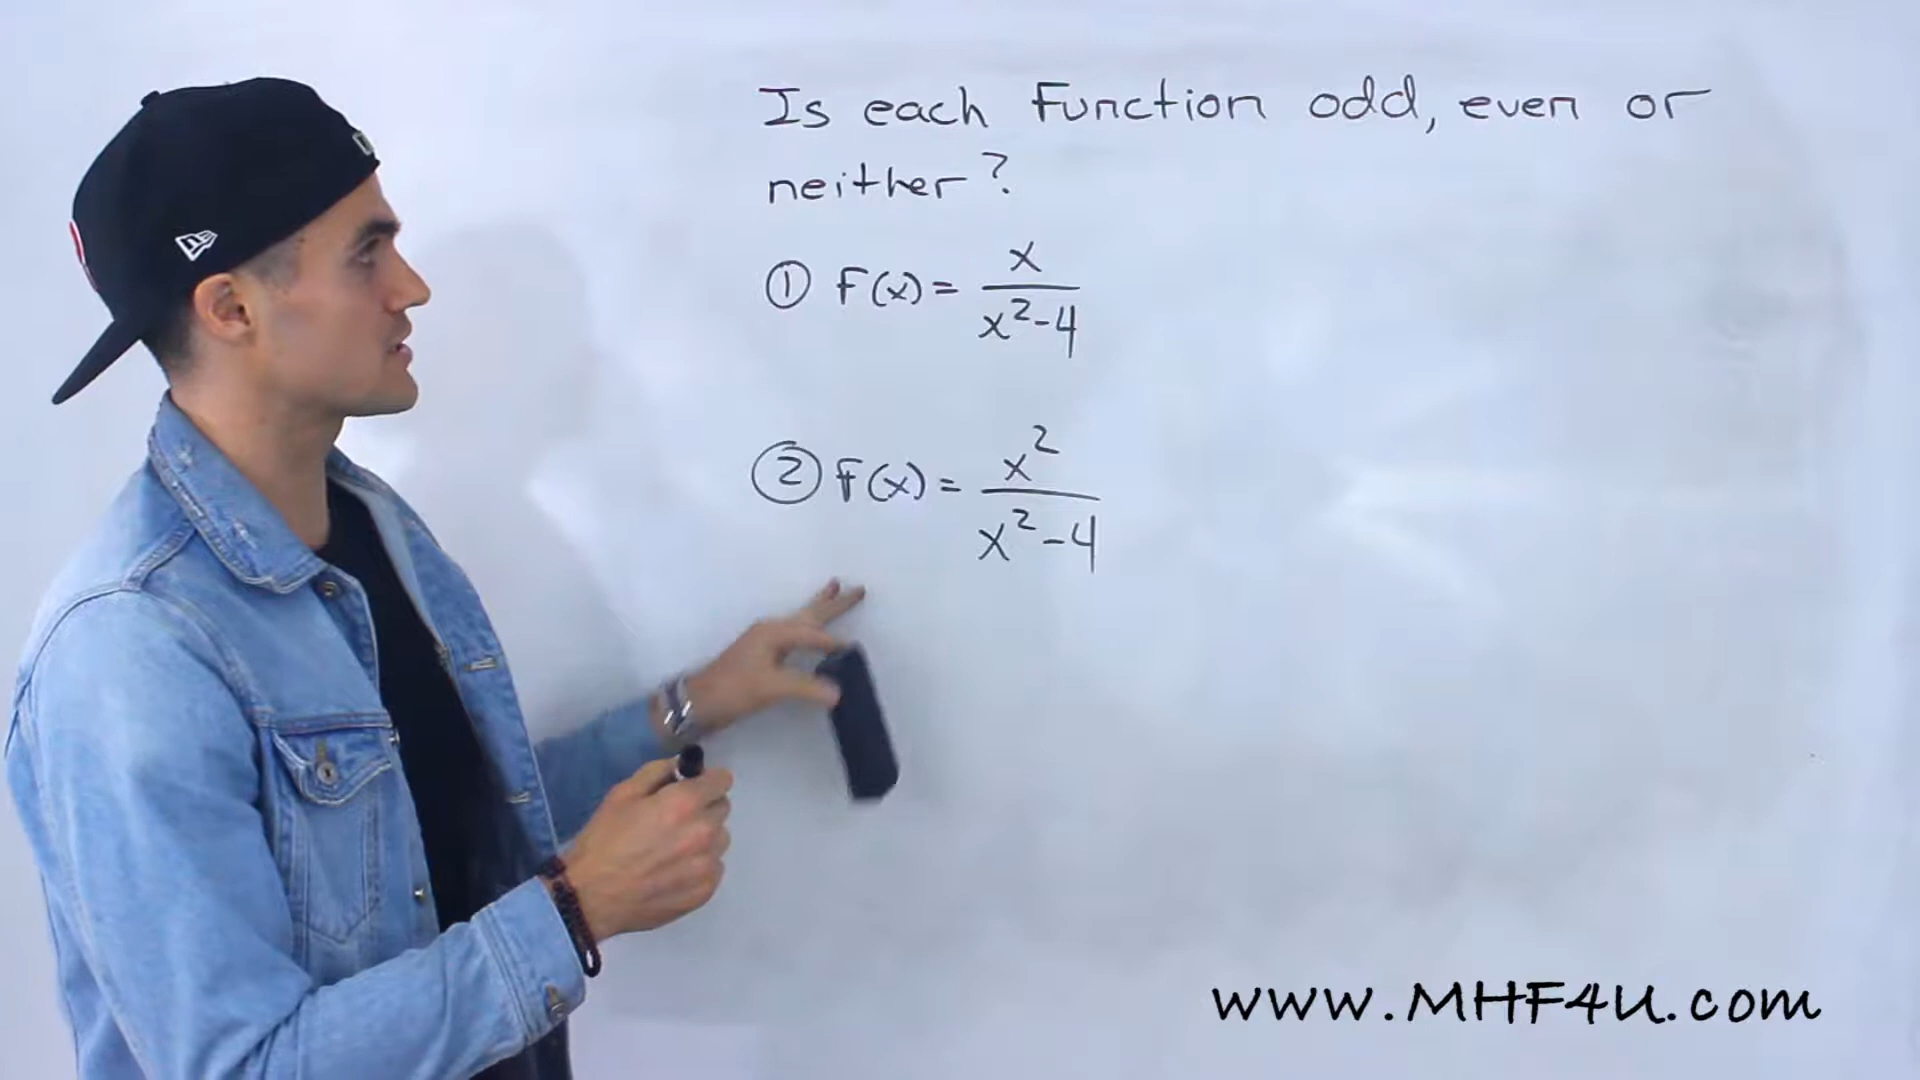 Is each Function odd, even or
neither?
① F(x) = x / x²-4
② F(x) = x² / x²-4
www.MHF4U.com